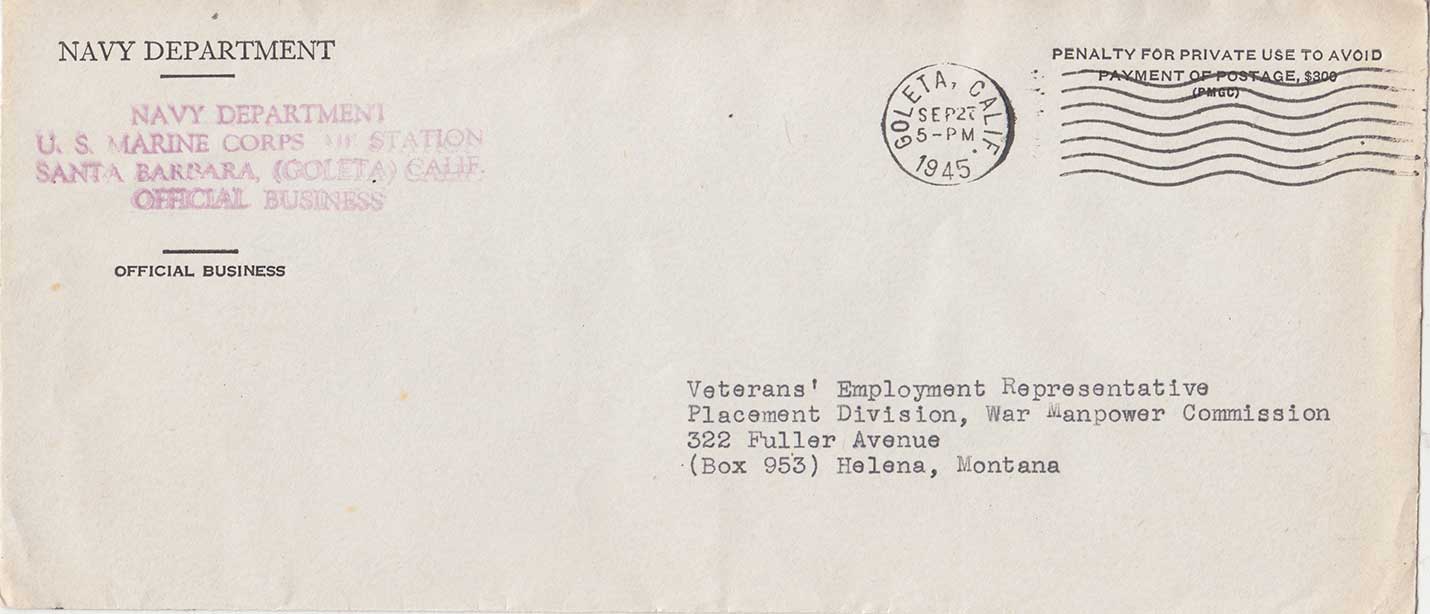 NAVY DEPARTMENT
NAVY DEPARTMENT
U. S. MARINE CORPS AIR STATION
SANTA BARBARA, (GOLETA) CALIF.
OFFICIAL BUSINESS
OFFICIAL BUSINESS
GOLETA, CALIF.
SEP 27
5-PM
1945
PENALTY FOR PRIVATE USE TO AVOID
PAYMENT OF POSTAGE, $300
(PMGC)
Veterans' Employment Representative
Placement Division, War Manpower Commission
322 Fuller Avenue
(Box 953) Helena, Montana